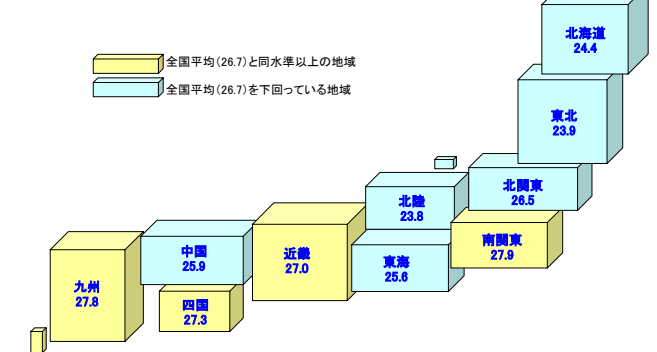 全国平均(26.7)と同水準以上の地域
全国平均(26.7)を下回っている地域
北海道
24.4
東北
23.9
北関東
26.5
北陸
23.8
南関東
27.9
東海
25.6
近畿
27.0
中国
25.9
四国
27.3
九州
27.8